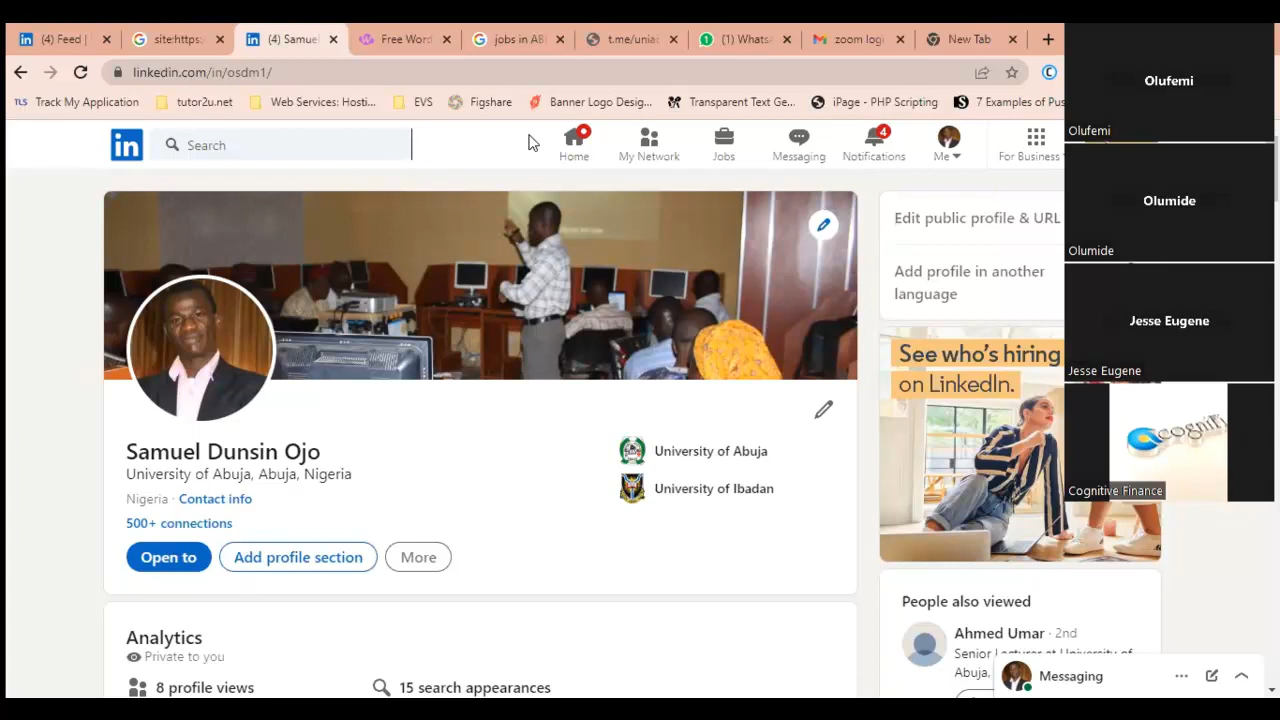 (4) Feed |
site:https:
(4) Samuel
Free Word
jobs in AB
t.me/unia
(1) Whats
zoom log
New Tab
linkedin.com/in/osdm1/
TLS Track My Application
tutor2u.net
Web Services: Hosti...
EVS
Figshare
Banner Logo Desig...
Transparent Text Ge...
iPage - PHP Scripting
7 Examples of Pus
in
Search
Home
My Network
Jobs
Messaging
4
Notifications
Me
For Business
Edit public profile & URL
Add profile in another
language
See who's hiring
on LinkedIn.
Samuel Dunsin Ojo
University of Abuja, Abuja, Nigeria
Nigeria · Contact info
500+ connections
University of Abuja
University of Ibadan
Open to
Add profile section
More
Analytics
Private to you
8 profile views
15 search appearances
People also viewed
Ahmed Umar · 2nd
Senior Lecturer at University of
Abuja,
Messaging
Olufemi
Olufemi
Olumide
Olumide
Jesse Eugene
Jesse Eugene
Cognitive Finance